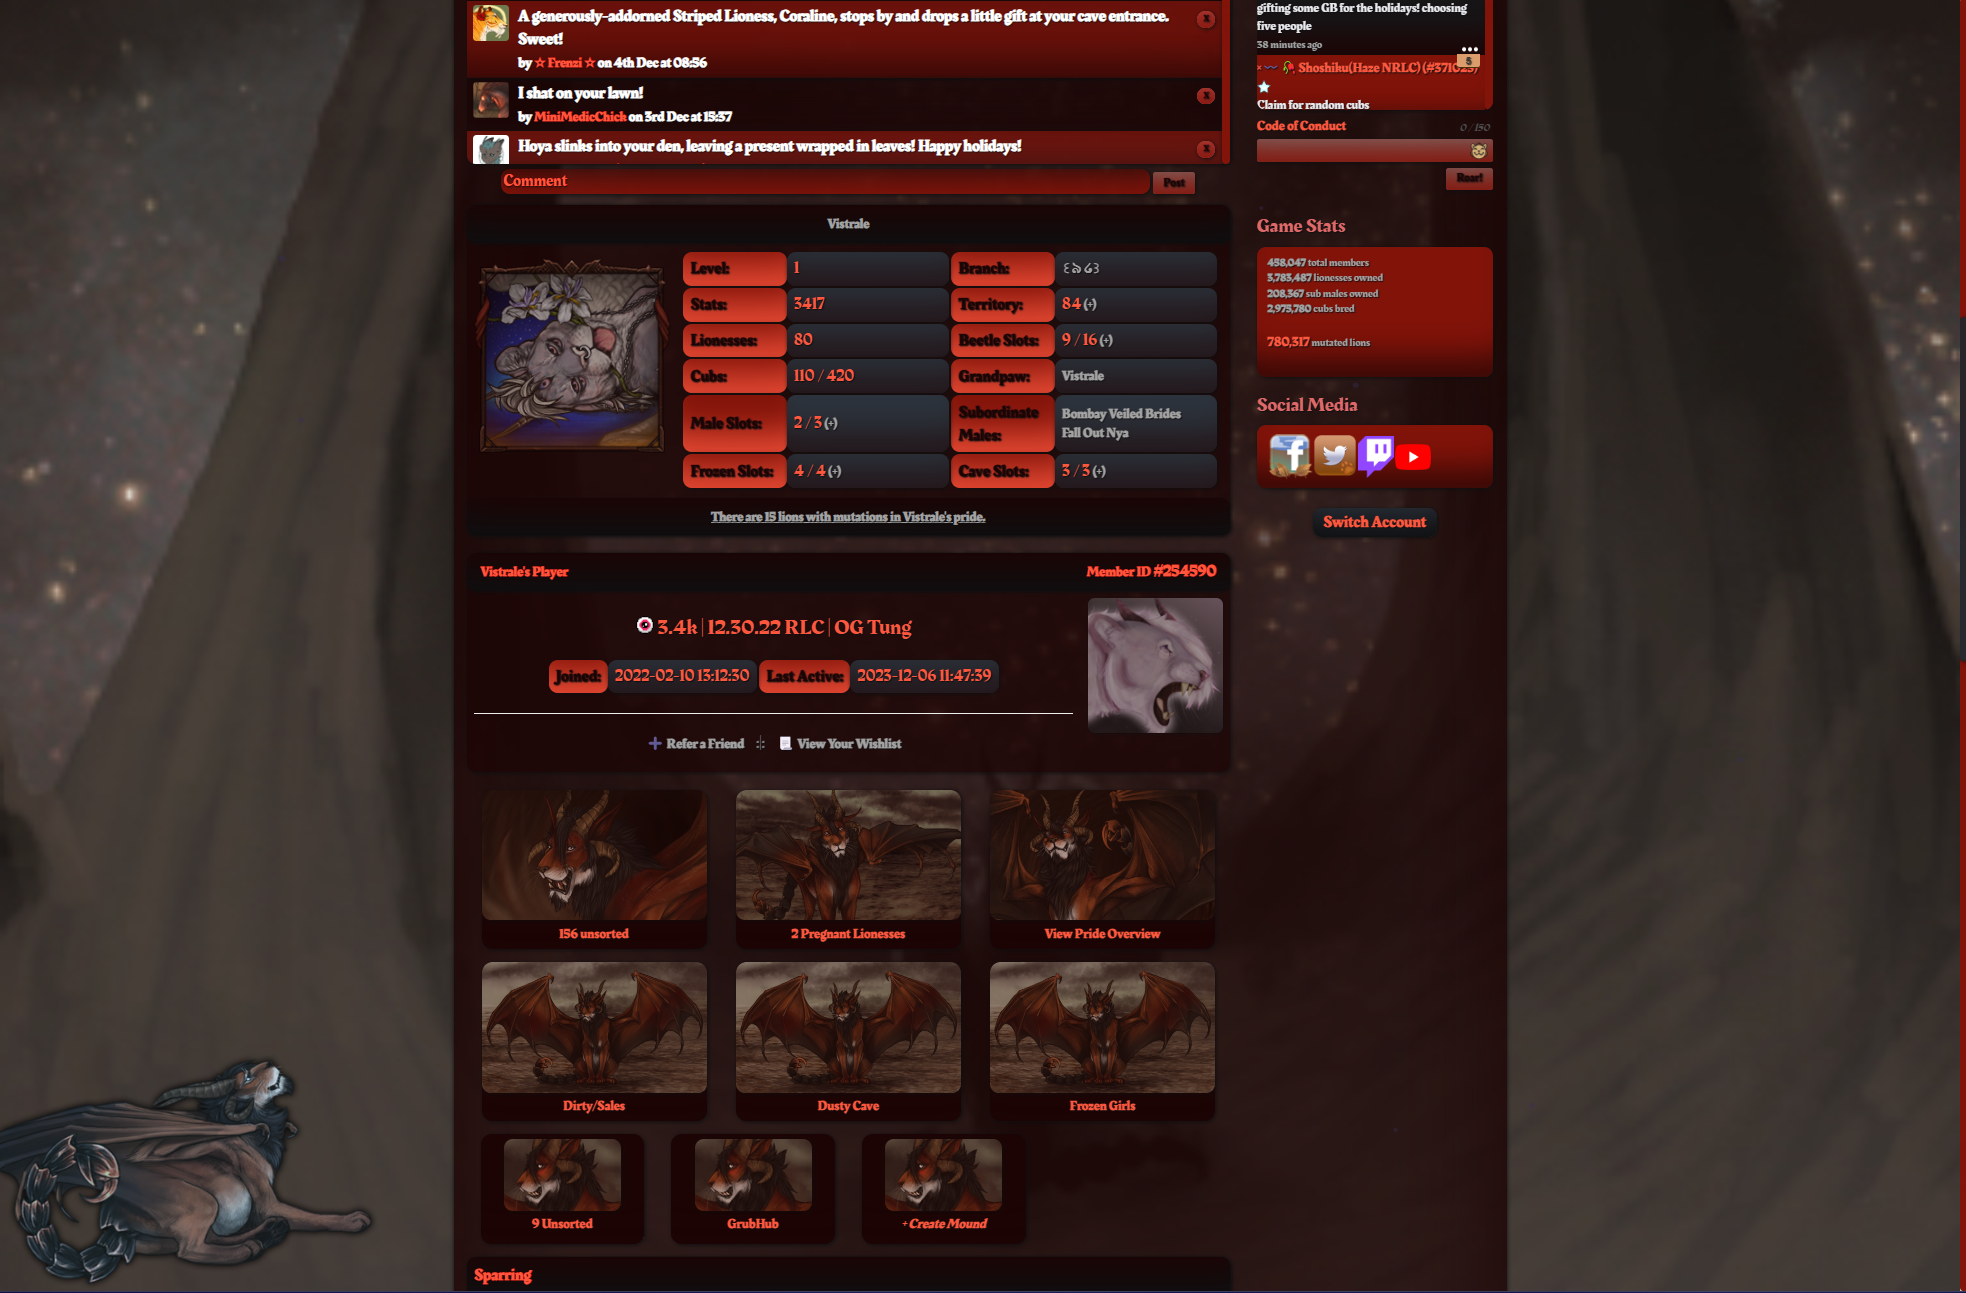 A generously-addorned Striped Lioness, Coraline, stops by and drops a little gift at your cave entrance.
Sweet!
by ☆ Frenzi ☆ on 4th Dec at 08:56
I shat on your lawn!
by MiniMedicChick on 3rd Dec at 15:37
Hoya slinks into your den, leaving a present wrapped in leaves! Happy holidays!
Comment
Post
Vistrale
Level: 1
Branch:
Stats: 3417
Territory: 84 (+)
Lionesses: 80
Beetle Slots: 9 / 16 (+)
Cubs: 110 / 420
Grandpaw: Vistrale
Male Slots: 2 / 3 (+)
Subordinate Males: Bombay Veiled Brides
Fall Out Nya
Frozen Slots: 4 / 4 (+)
Cave Slots: 3 / 3 (+)
There are 15 lions with mutations in Vistrale's pride.
Vistrale's Player
Member ID #254590
3.4k | 12.30.22 RLC | OG Tung
Joined: 2022-02-10 13:12:30 Last Active: 2023-12-06 11:47:39
Refer a Friend
View Your Wishlist
156 unsorted
2 Pregnant Lionesses
View Pride Overview
Dirty/Sales
Dusty Cave
Frozen Girls
9 Unsorted
GrubHub
+ Create Mound
Sparring
gifting some GB for the holidays! choosing
five people
38 minutes ago
5
Shoshiku(Haze NRLC)
Claim for random cubs
Code of Conduct
0 / 150
Roar!
Game Stats
458,047 total members
3,783,487 lionesses owned
208,367 sub males owned
2,975,780 cubs bred
780,317 mutated lions
Social Media
Switch Account